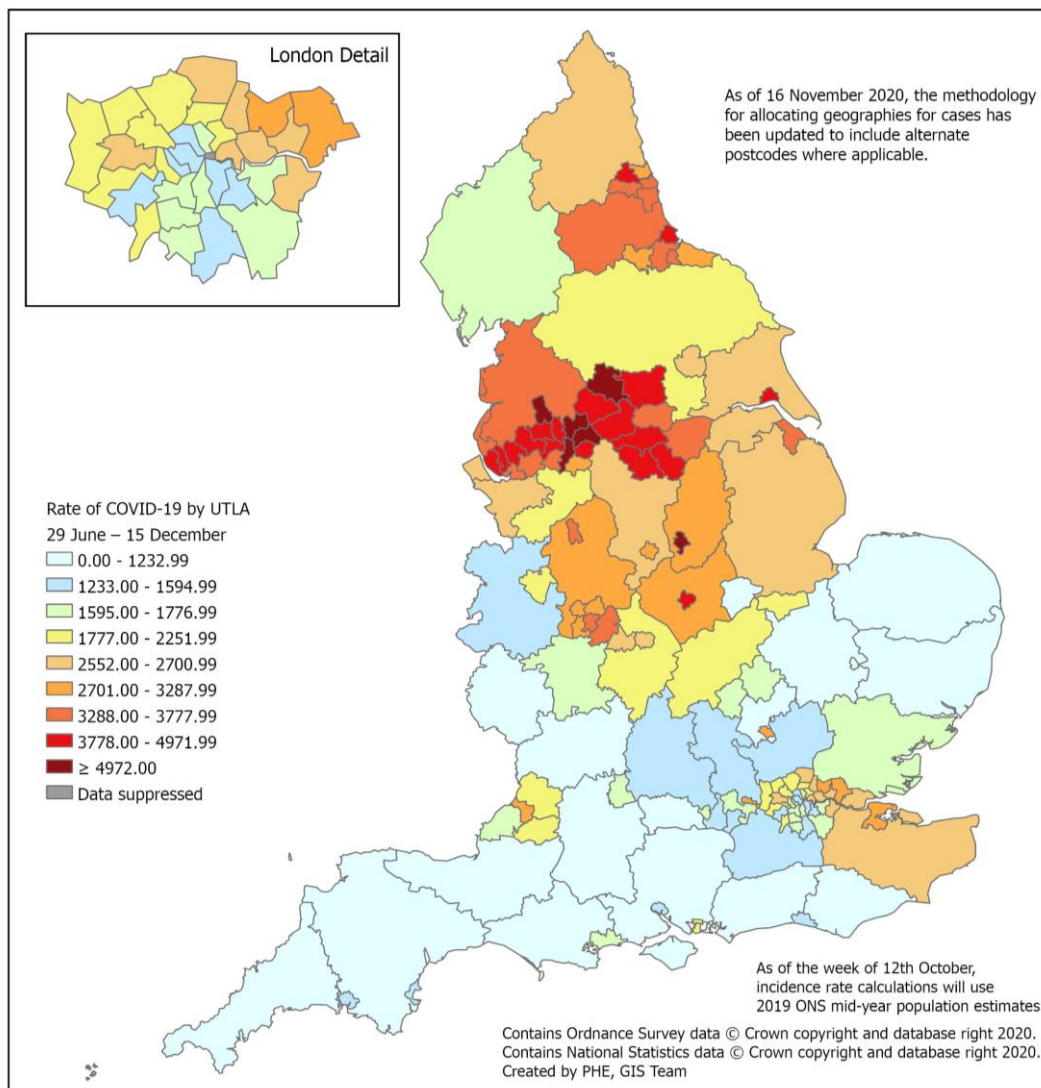 London Detail
As of 16 November 2020, the methodology
for allocating geographies for cases has
been updated to include alternate
postcodes where applicable.
Rate of COVID-19 by UTLA
29 June – 15 December
0.00 - 1232.99
1233.00 - 1594.99
1595.00 - 1776.99
1777.00 - 2251.99
2552.00 - 2700.99
2701.00 - 3287.99
3288.00 - 3777.99
3778.00 - 4971.99
≥ 4972.00
Data suppressed
As of the week of 12th October,
incidence rate calculations will use
2019 ONS mid-year population estimates
Contains Ordnance Survey data © Crown copyright and database right 2020.
Contains National Statistics data © Crown copyright and database right 2020.
Created by PHE, GIS Team